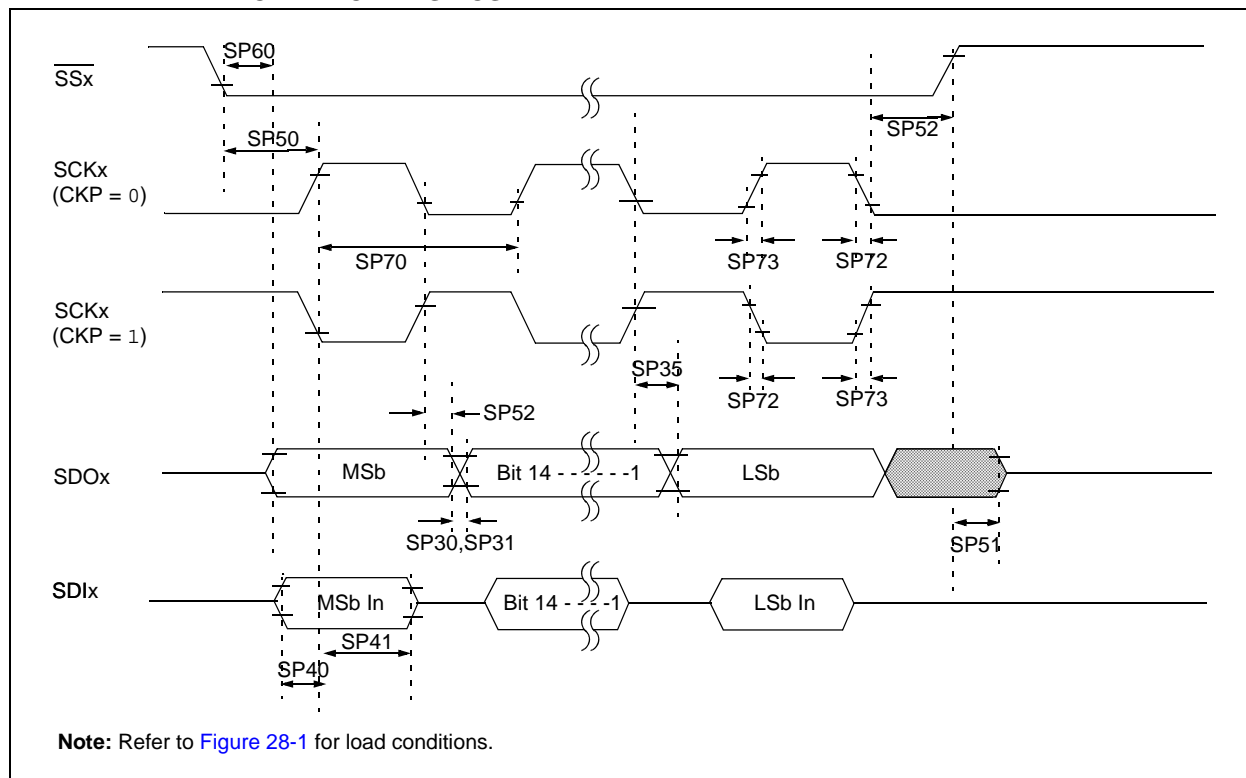 SP60
SSx
SP52
SP50
SCKx
(CKP = 0)
SP70
SP73
SP72
SCKx
(CKP = 1)
SP35
SP72
SP73
SP52
SDOx
MSb
Bit 14 - - - - - -1
LSb
SP30,SP31
SP51
SDIx
MSb In
Bit 14 - - - -1
LSb In
SP41
SP40
Note: Refer to Figure 28-1 for load conditions.